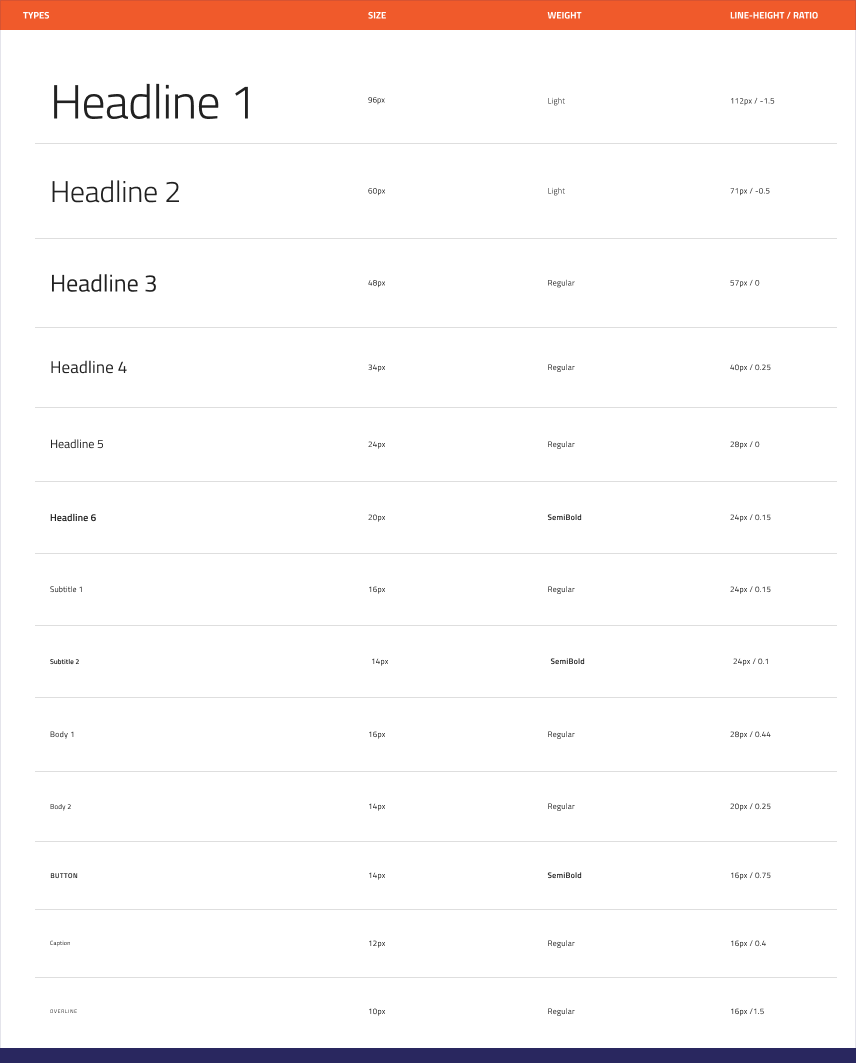 TYPES SIZE WEIGHT LINE-HEIGHT / RATIO
Headline 1 96px Light 112px / -1.5
Headline 2 60px Light 71px / -0.5
Headline 3 48px Regular 57px / 0
Headline 4 34px Regular 40px / 0.25
Headline 5 24px Regular 28px / 0
Headline 6 20px SemiBold 24px / 0.15
Subtitle 1 16px Regular 24px / 0.15
Subtitle 2 14px SemiBold 24px / 0.1
Body 1 16px Regular 28px / 0.44
Body 2 14px Regular 20px / 0.25
BUTTON 14px SemiBold 16px / 0.75
Caption 12px Regular 16px / 0.4
OVERLINE 10px Regular 16px /1.5